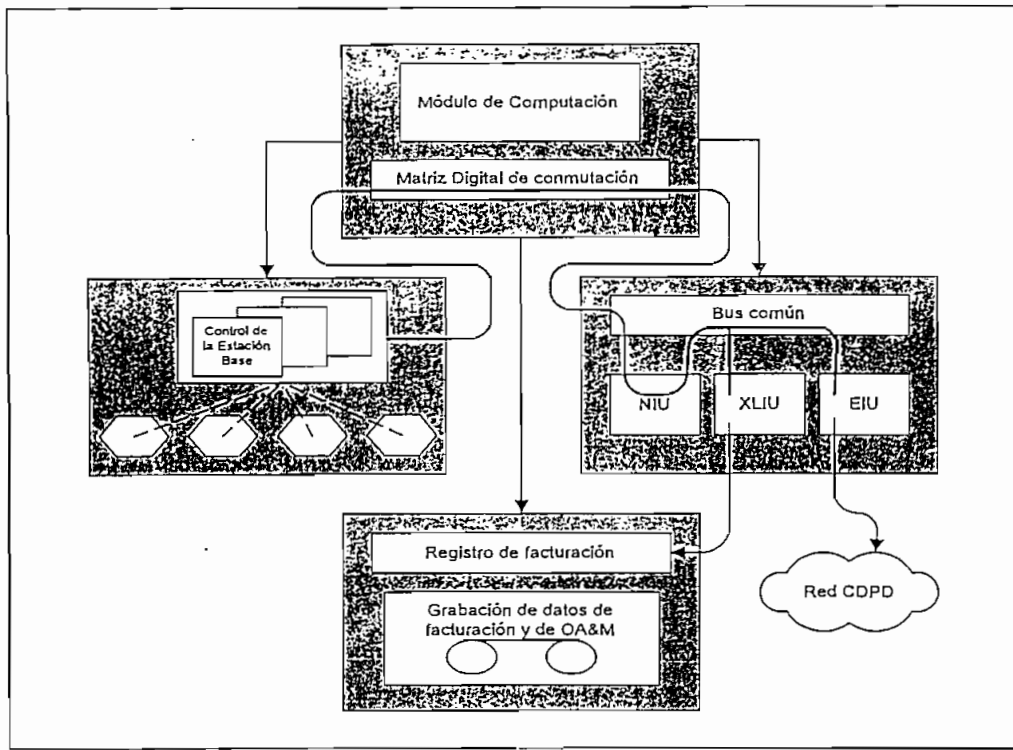 Módulo de Computación
Matriz Digital de conmutación
Control de
la Estación
Base
Bus común
NIU
XLIU
EIU
Registro de facturación
Grabación de datos de
facturación y de OA&M
Red CDPD